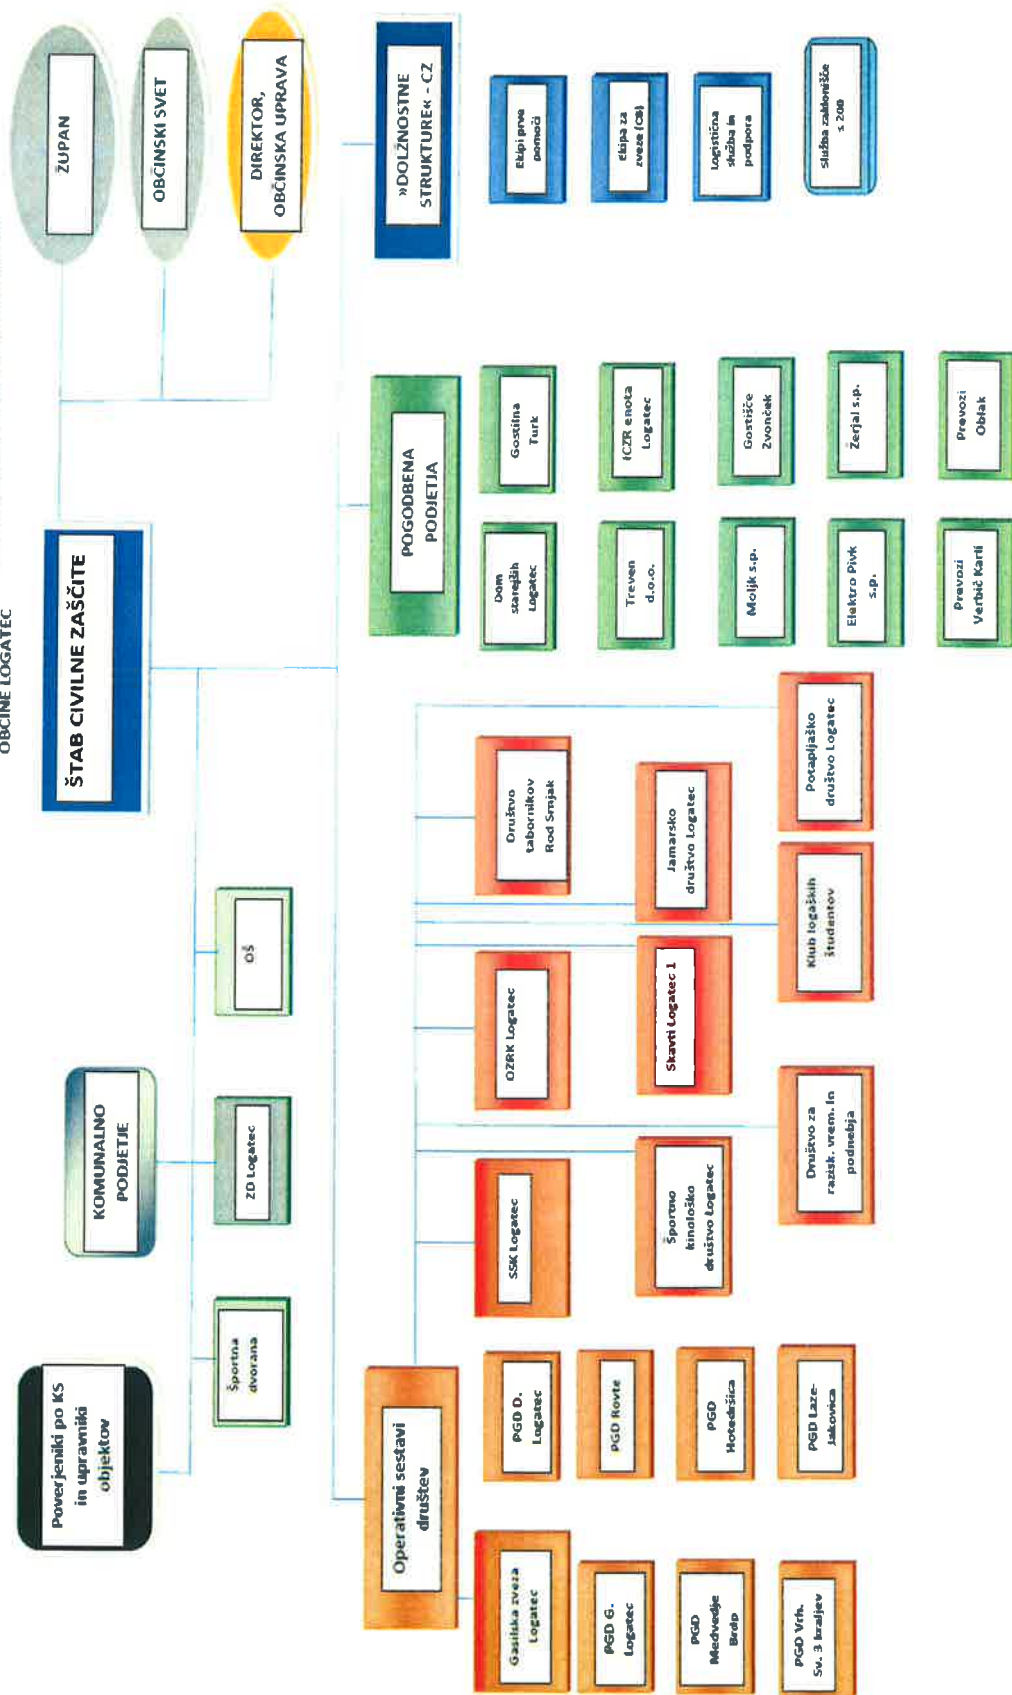 OBČINE LOGATEC
ŽUPAN
OBČINSKI SVET
DIREKTOR,
OBČINSKA UPRAVA
ŠTAB CIVILNE ZAŠČITE
Poverjeniki po KS
in upravniki
objektov
KOMUNALNO
PODJETJE
Športna
dvorana
ZD Logatec
OŠ
Operativni sestavi
društev
POGODBENA
PODJETJA
»DOLŽNOSTNE
STRUKTURE« - CZ
Gasilska zveza
Logatec
PGD D.
Logatec
PGD G.
Logatec
PGD Rovte
PGD
Medvedje
Brdo
PGD
Hotedršica
PGD Vrh.
Sv. 3 kraljev
PGD Laze-
Jakovica
SSK Logatec
OZRK Logatec
Društvo
tabornikov
Rod Srnjak
Športno
kinološko
društvo Logatec
Skavti Logatec 1
Jamarsko
društvo Logatec
Društvo za
razisk. vrem. in
podnebja
Klub logaških
študentov
Potapljaško
društvo Logatec
Dom
starejših
Logatec
Gostilna
Turk
Treven
d.o.o.
ICZR enota
Logatec
Moljk s.p.
Gostišče
Zvonček
Elektro Pivk
s.p.
Žerjal s.p.
Prevozi
Verbič Karli
Prevozi
Oblak
Ekipi prve
pomoči
Ekipa za
zveze (CB)
Logistična
služba in
podpora
Služba zaklonišče
s 200